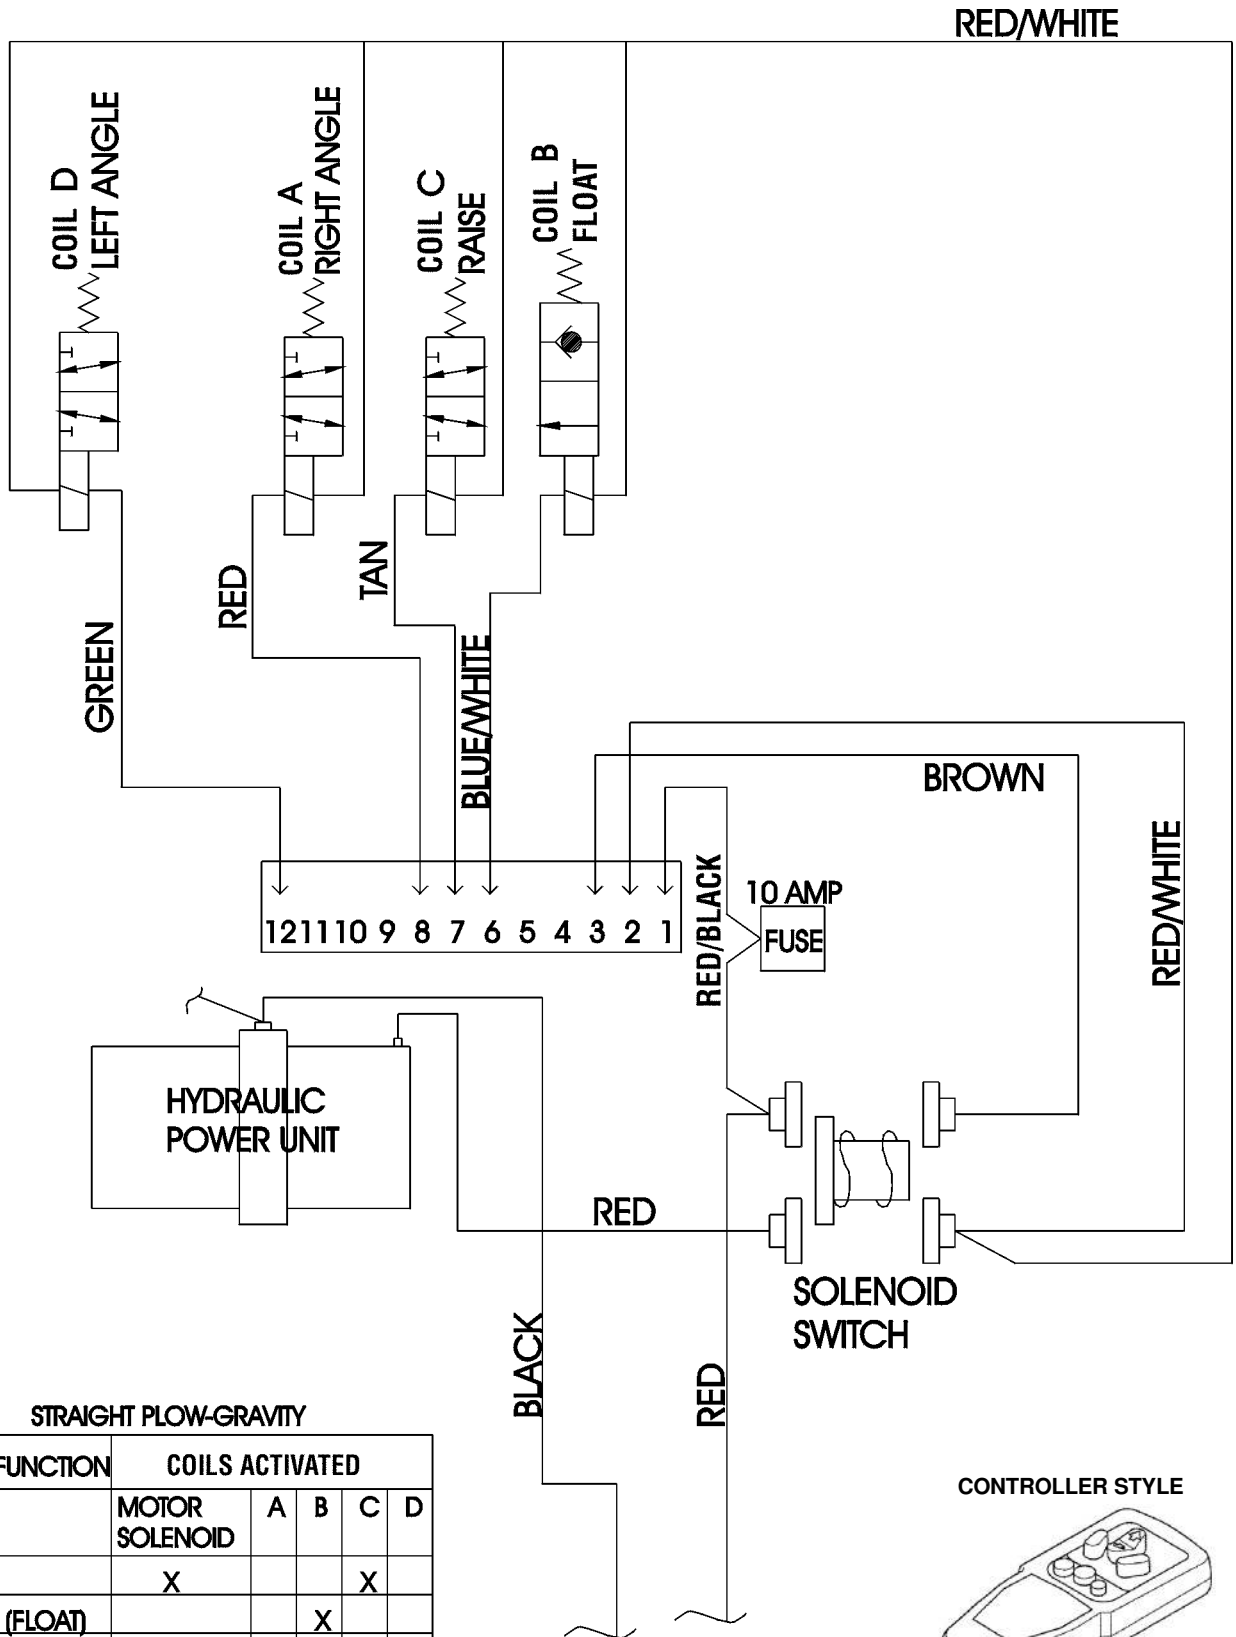 RED/WHITE
COIL D
LEFT ANGLE
COIL A
RIGHT ANGLE
COIL C
RAISE
COIL B
FLOAT
GREEN
RED
TAN
BLUE/WHITE
BROWN
RED/WHITE
RED/BLACK
10 AMP
FUSE
12 11 10 9 8 7 6 5 4 3 2 1
HYDRAULIC
POWER UNIT
RED
SOLENOID
SWITCH
BLACK
RED
STRAIGHT PLOW-GRAVITY
FUNCTION COILS ACTIVATED
MOTOR
SOLENOID A B C D
X X
(FLOAT) X
CONTROLLER STYLE